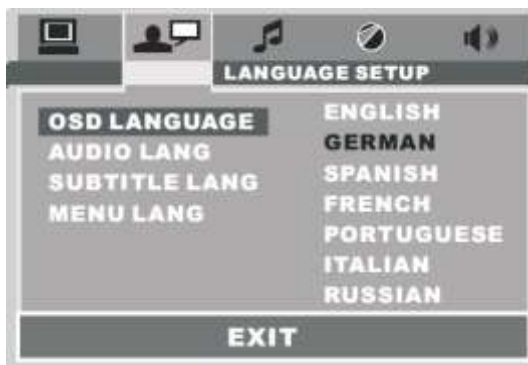 LANGUAGE SETUP
OSD LANGUAGE
AUDIO LANG
SUBTITLE LANG
MENU LANG
ENGLISH
GERMAN
SPANISH
FRENCH
PORTUGUESE
ITALIAN
RUSSIAN
EXIT